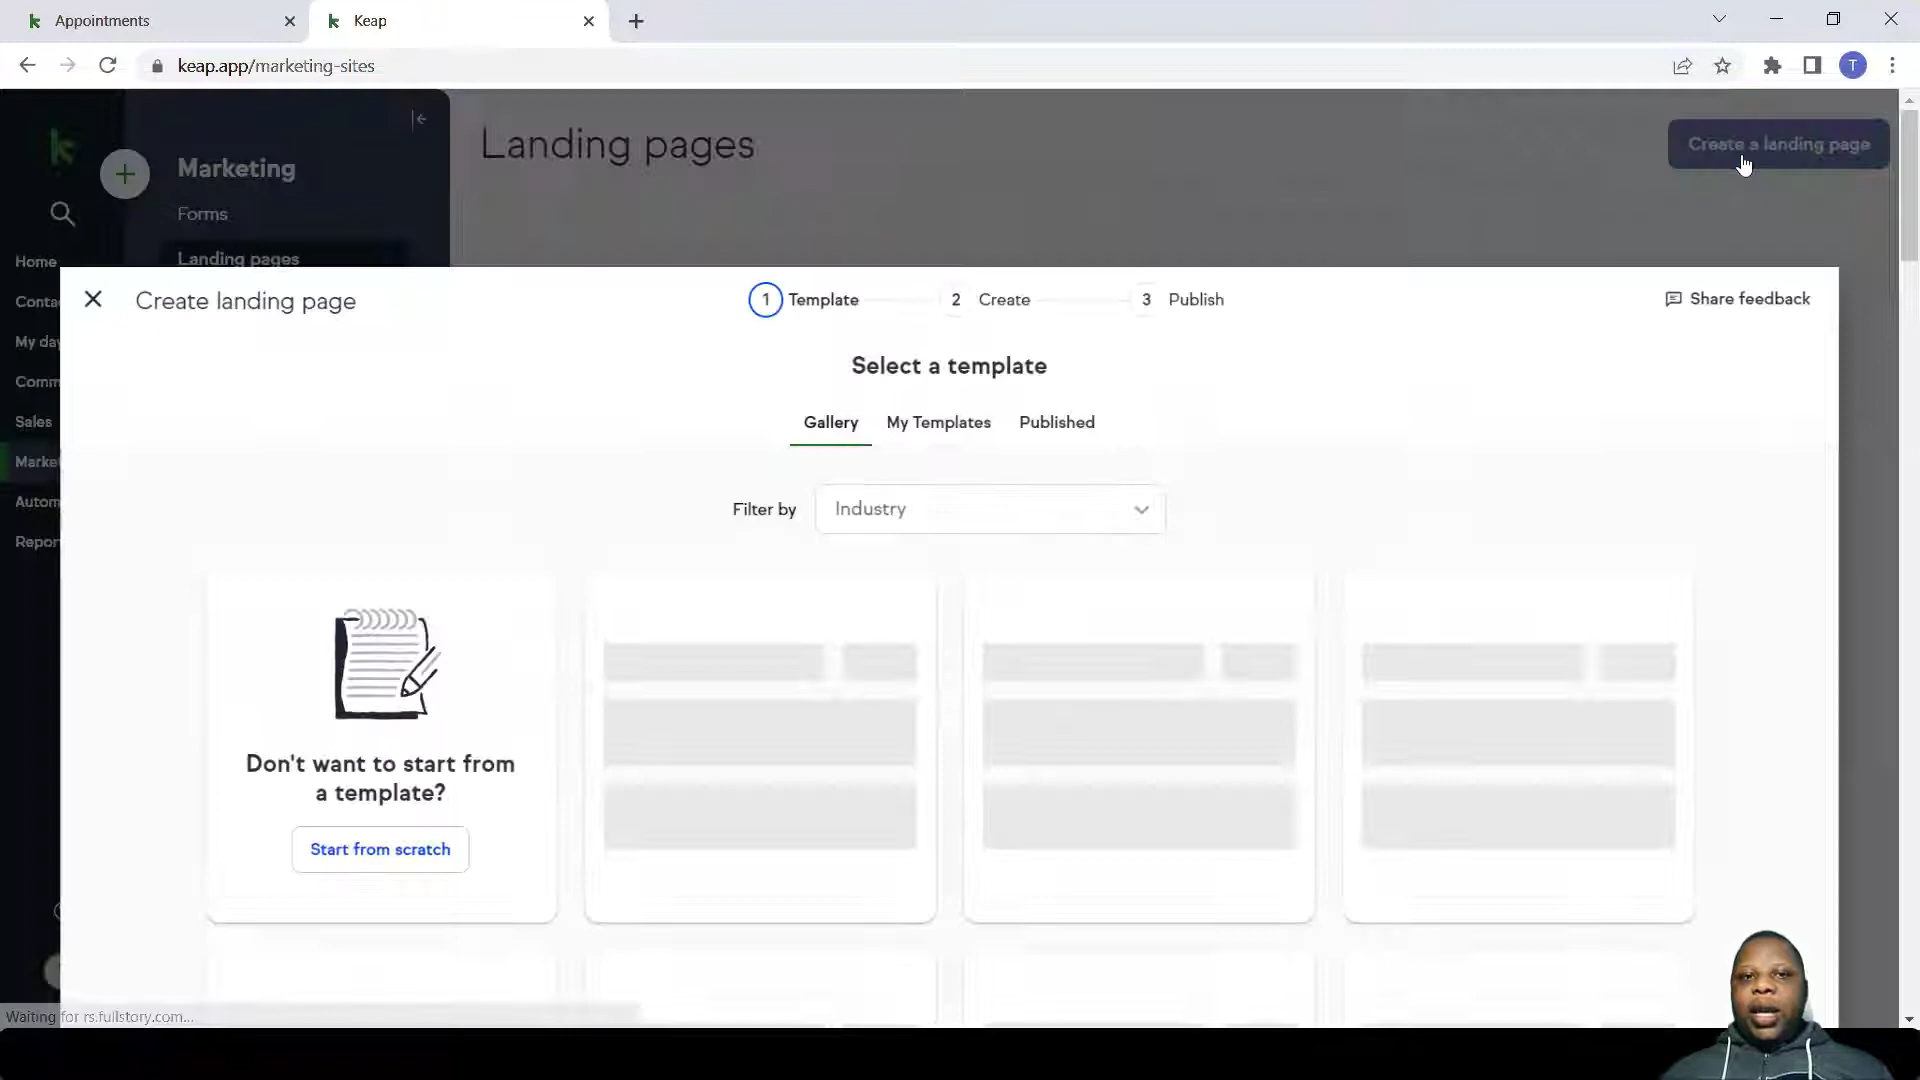 Appointments
Keap
keap.app/marketing-sites
T
Landing pages
Create a landing page
Marketing
Forms
Landing pages
Home
Conta
My day
Comm
Sales
Marke
Autom
Repor
Create landing page
1 Template
2 Create
3 Publish
Share feedback
Select a template
Gallery
My Templates
Published
Filter by
Industry
Don't want to start from
a template?
Start from scratch
Waiting for rs.fullstory.com...